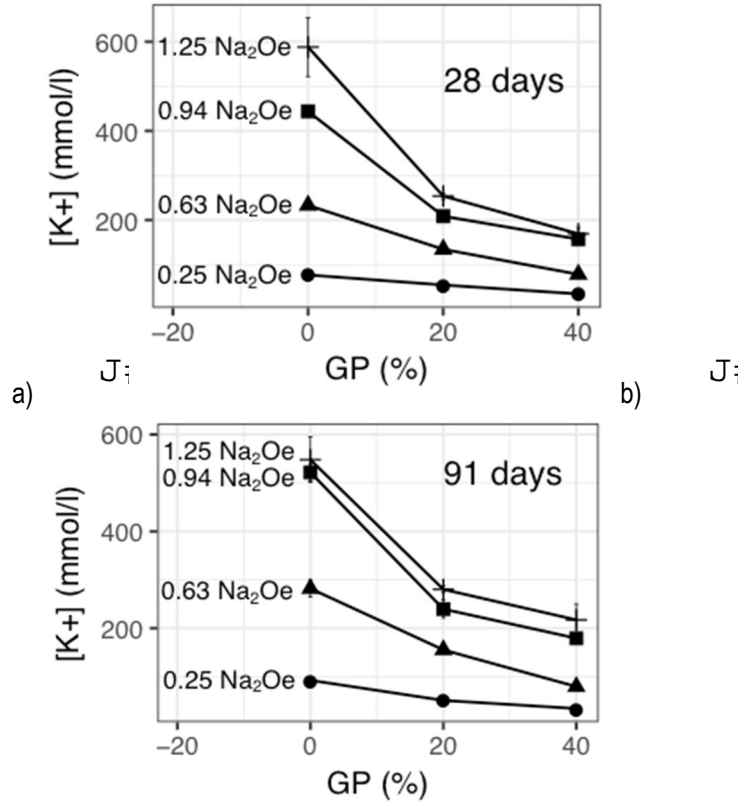 600
1.25 Na₂Oe
28 days
0.94 Na₂Oe
400
[K+] (mmol/l)
0.63 Na₂Oe
200
0.25 Na₂Oe
−20 0 20 40
GP (%)
a)
b)
600
1.25 Na₂Oe
91 days
0.94 Na₂Oe
400
[K+] (mmol/l)
0.63 Na₂Oe
200
0.25 Na₂Oe
−20 0 20 40
GP (%)